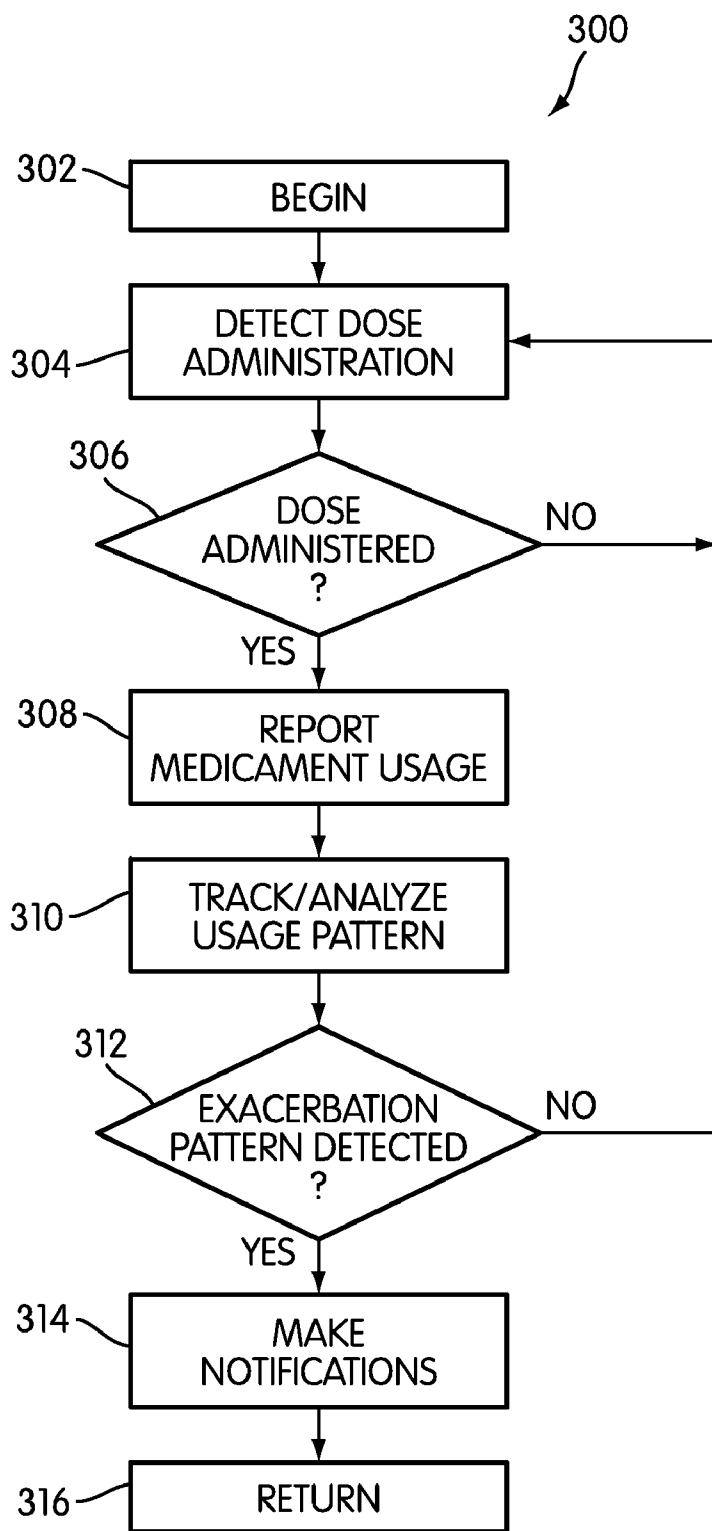 300
302
BEGIN
304
DETECT DOSE
ADMINISTRATION
306
DOSE
ADMINISTERED
?
NO
YES
308
REPORT
MEDICAMENT USAGE
310
TRACK/ANALYZE
USAGE PATTERN
312
EXACERBATION
PATTERN DETECTED
?
NO
YES
314
MAKE
NOTIFICATIONS
316
RETURN